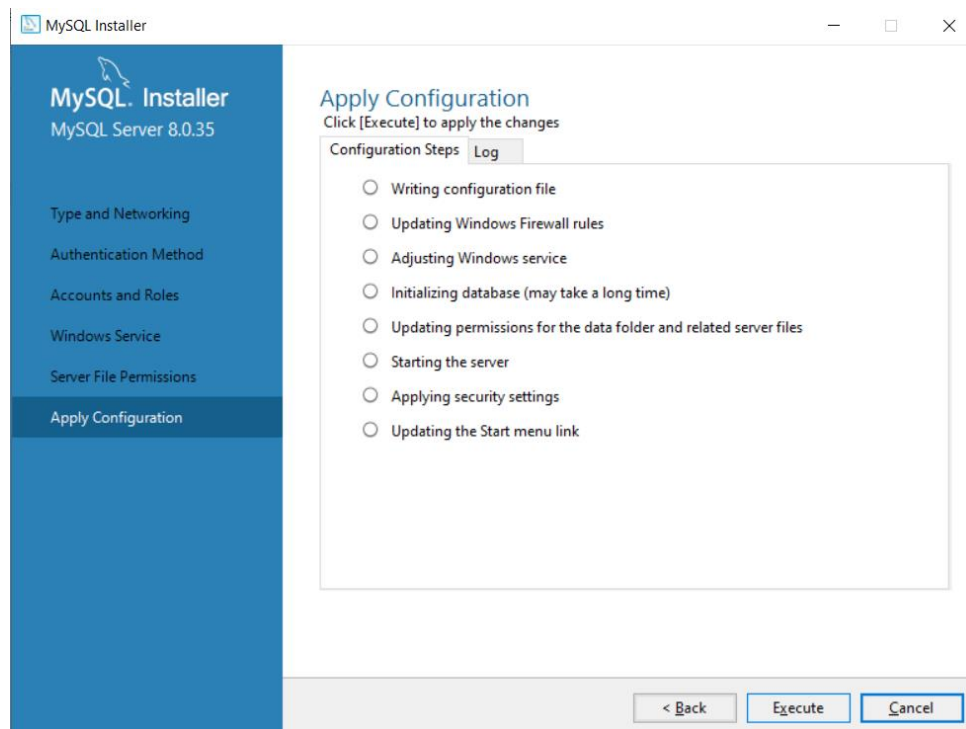 MySQL Installer
MySQL. Installer
MySQL Server 8.0.35
Type and Networking
Authentication Method
Accounts and Roles
Windows Service
Server File Permissions
Apply Configuration
Apply Configuration
Click [Execute] to apply the changes
Configuration Steps
Log
Writing configuration file
Updating Windows Firewall rules
Adjusting Windows service
Initializing database (may take a long time)
Updating permissions for the data folder and related server files
Starting the server
Applying security settings
Updating the Start menu link
< Back
Execute
Cancel